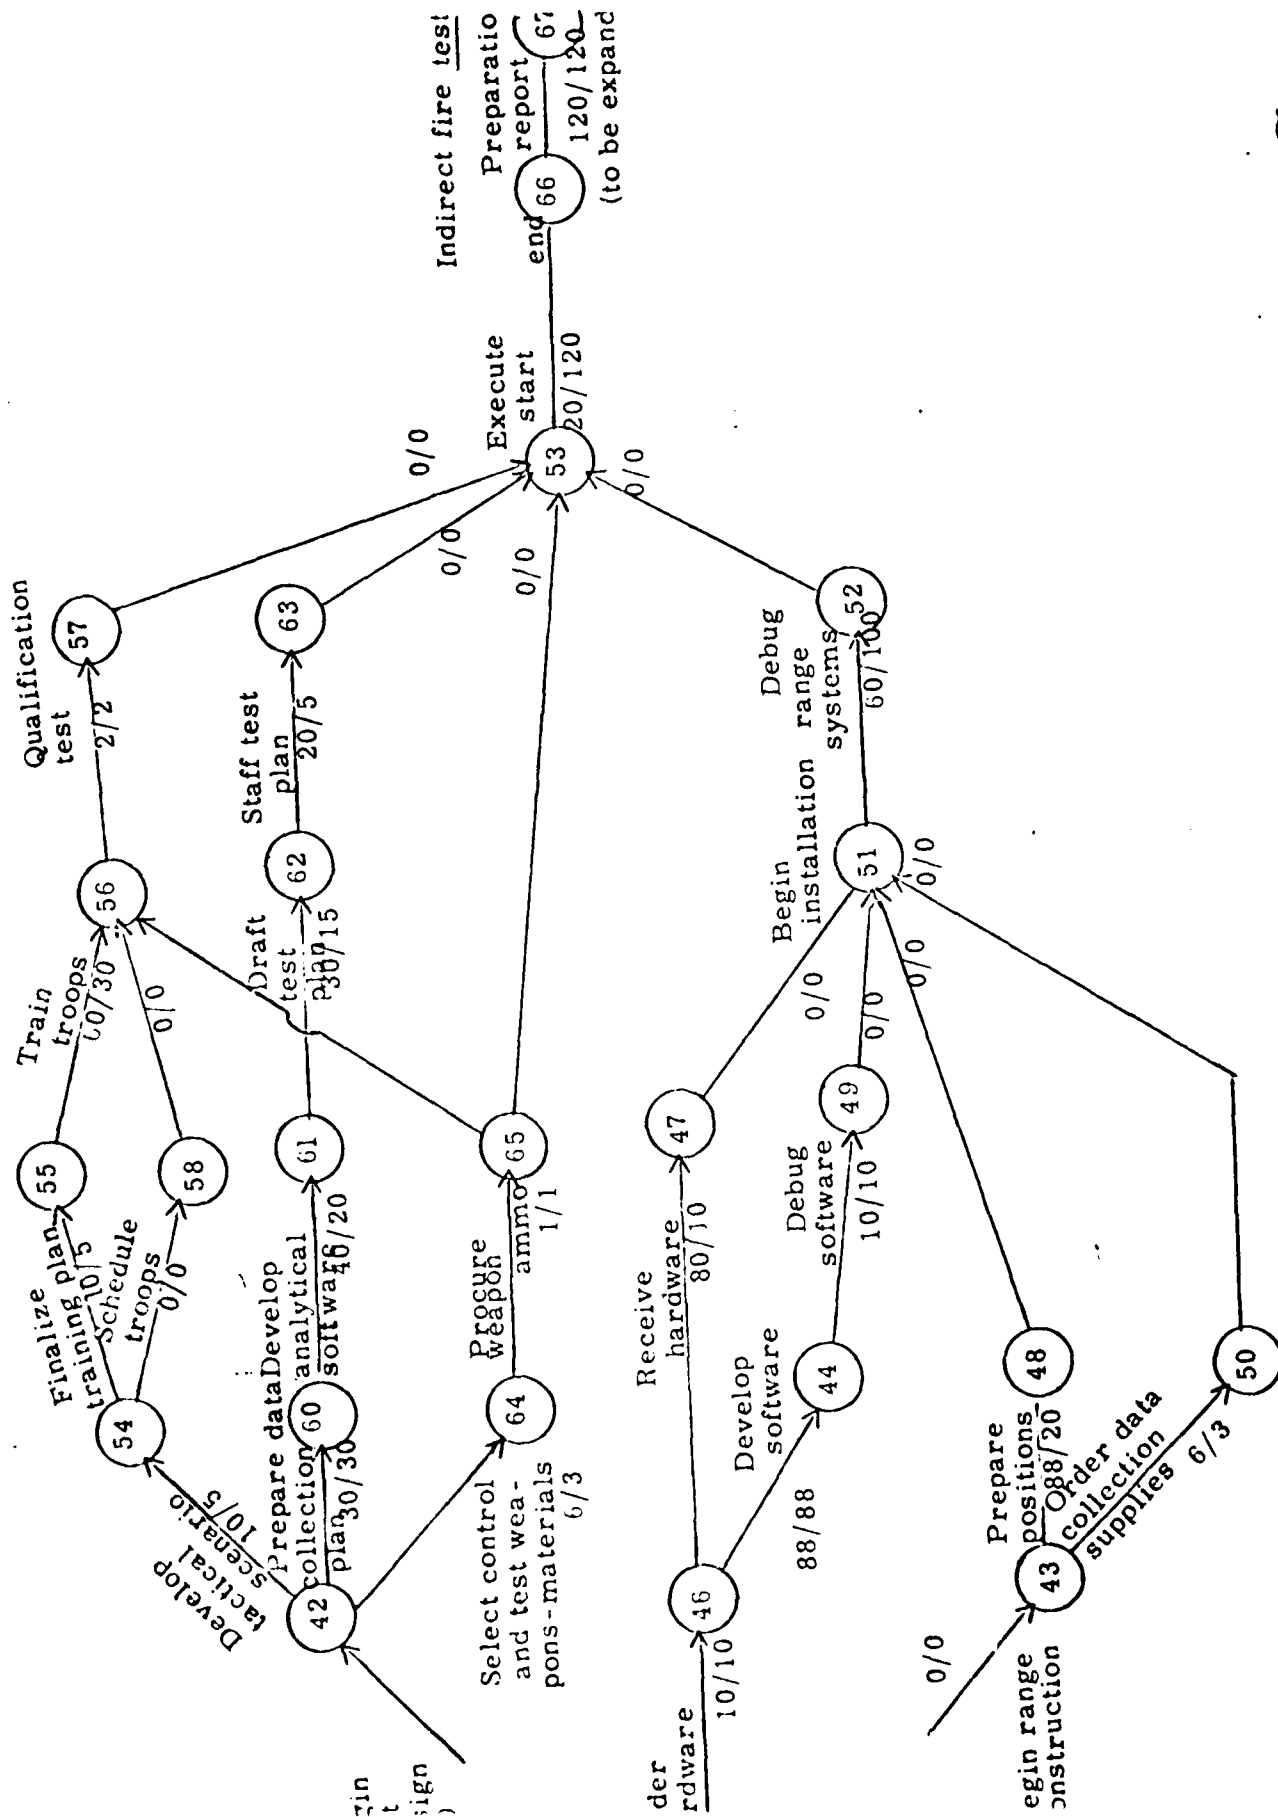 Indirect fire test
Preparatio
report
67
120/120
(to be expand
66
end
Execute
start
20/120
53
0/0
0/0
0/0
0/0
Qualification
test
2/2
57
56
Train
troops
/30
0/0
55
58
Finalize
training plan
10/5
Schedule
troops
0/0
54
Develop
tactical
scenario
10/5
Staff test
plan
20/5
63
62
Draft
test
plan
30/15
61
Develop
analytical
software
40/20
60
Prepare data
collection
plan
30/30
42
Procure
weapon
ammo
1/1
65
64
Select control
and test wea-
pons-materials
6/3
gin
t
sign
)
Debug
range
systems
60/100
52
Begin
installation
51
0/0
0/0
0/0
0/0
47
Receive
hardware
80/10
49
Debug
software
10/10
44
Develop
software
88/88
46
10/10
der
rdware
48
Prepare
positions
88/20
50
Order data
collection
supplies
6/3
43
0/0
egin range
onstruction